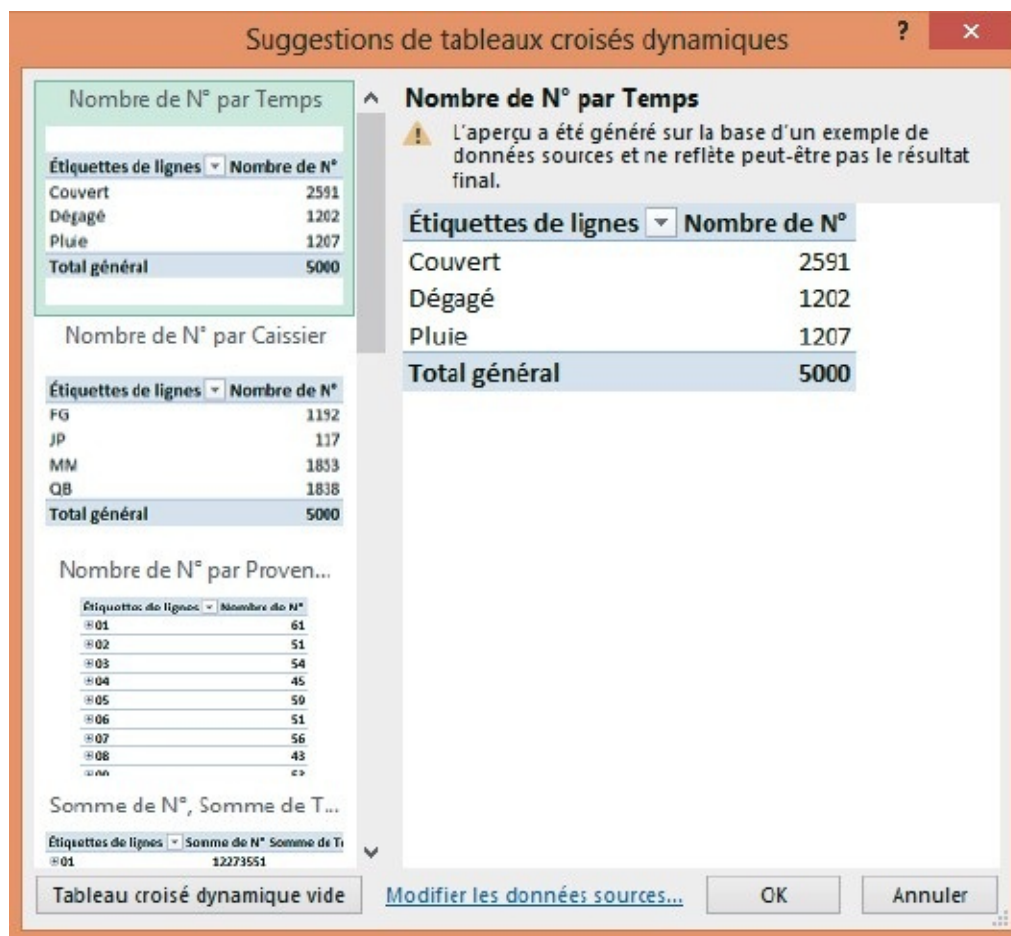 Suggestions de tableaux croisés dynamiques ? ×
Nombre de N° par Temps
Étiquettes de lignes Nombre de N°
Couvert 2591
Dégagé 1202
Pluie 1207
Total général 5000
Nombre de N° par Caissier
Étiquettes de lignes Nombre de N°
FG 1192
JP 117
MM 1853
QB 1838
Total général 5000
Nombre de N° par Proven...
Étiquettes de lignes Nombre de N°
01 61
02 51
03 54
04 45
05 59
06 51
07 56
08 43
Somme de N°, Somme de T...
Étiquettes de lignes Somme de N° Somme de
01 12273551
Nombre de N° par Temps
L'aperçu a été généré sur la base d'un exemple de
données sources et ne reflète peut-être pas le résultat
final.
Étiquettes de lignes Nombre de N°
Couvert 2591
Dégagé 1202
Pluie 1207
Total général 5000
Tableau croisé dynamique vide Modifier les données sources... OK Annuler